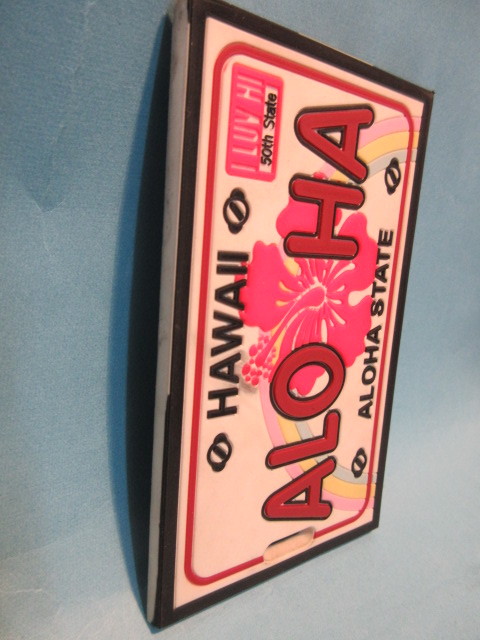 I LUV HI
50th State
HAWAII
ALOHA
ALOHA STATE